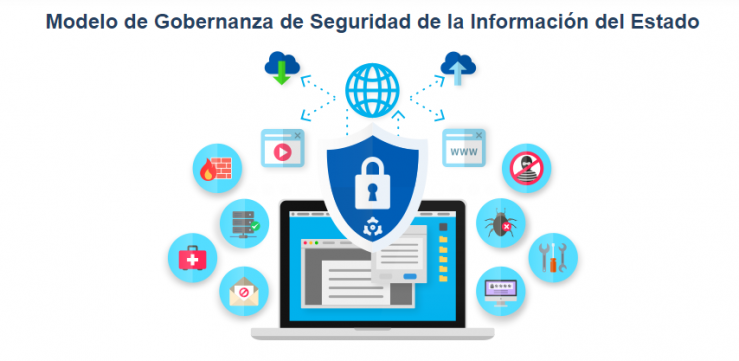 Modelo de Gobernanza de Seguridad de la Información del Estado
www